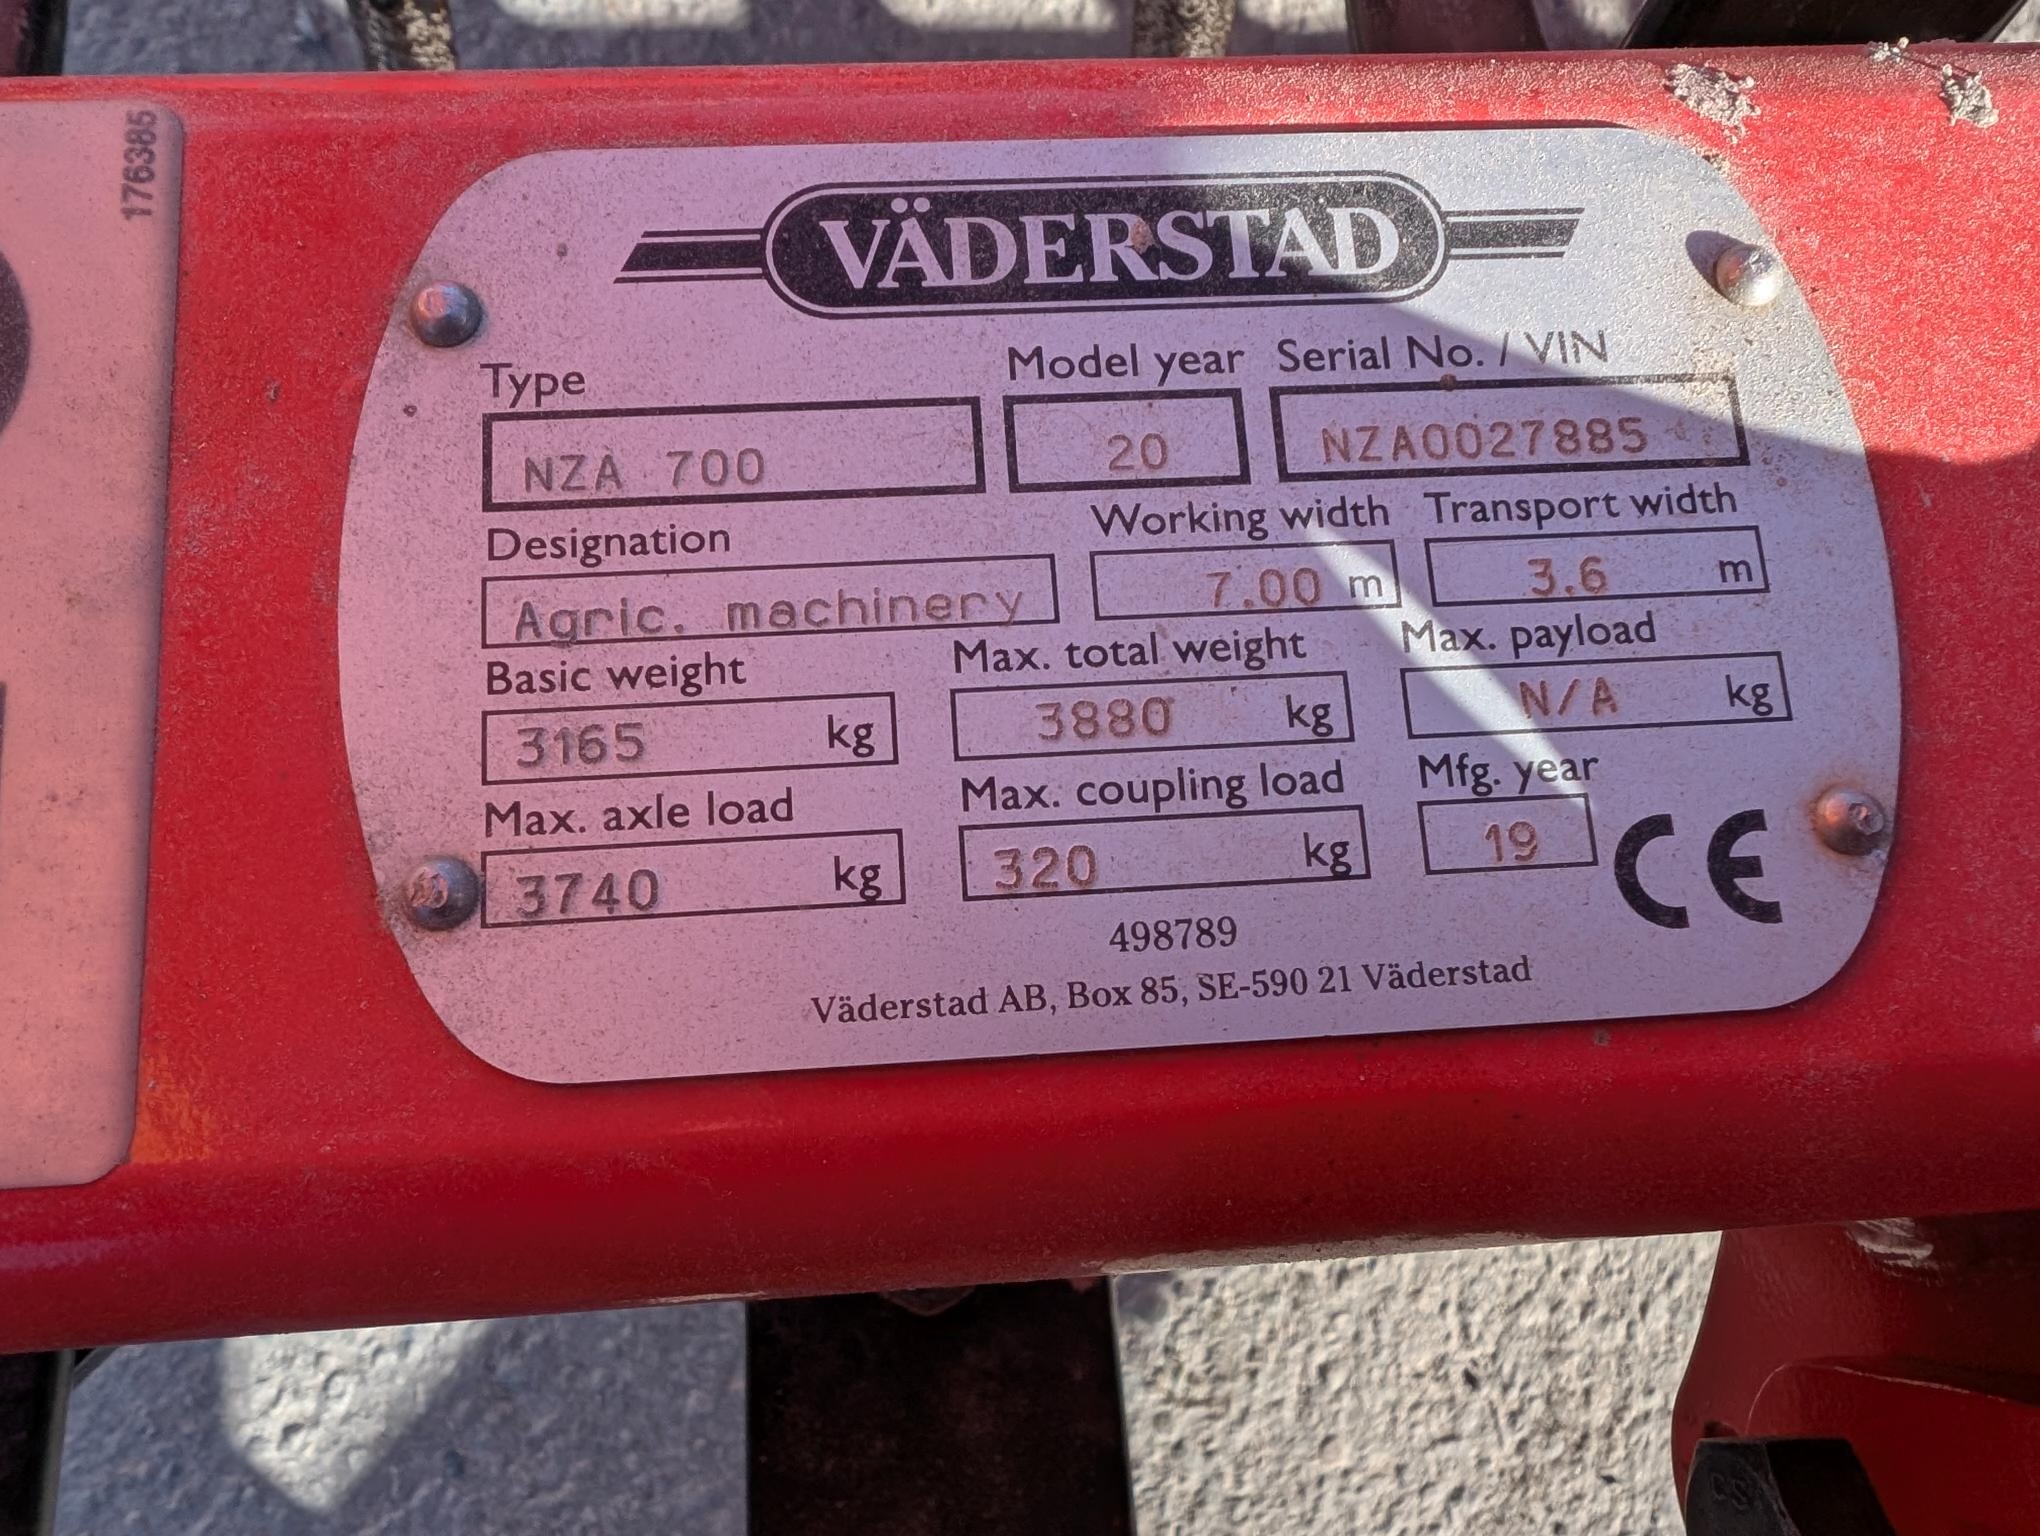 1763385
VÄDERSTAD
Type Model year Serial No. / VIN
NZA 700 20 NZA0027885
Designation Working width Transport width
Agric. machinery 7.00 m 3.6 m
Basic weight Max. total weight Max. payload
3165 kg 3880 kg N/A kg
Max. axle load Max. coupling load Mfg. year
3740 kg 320 kg 19
CE
498789
Väderstad AB, Box 85, SE-590 21 Väderstad